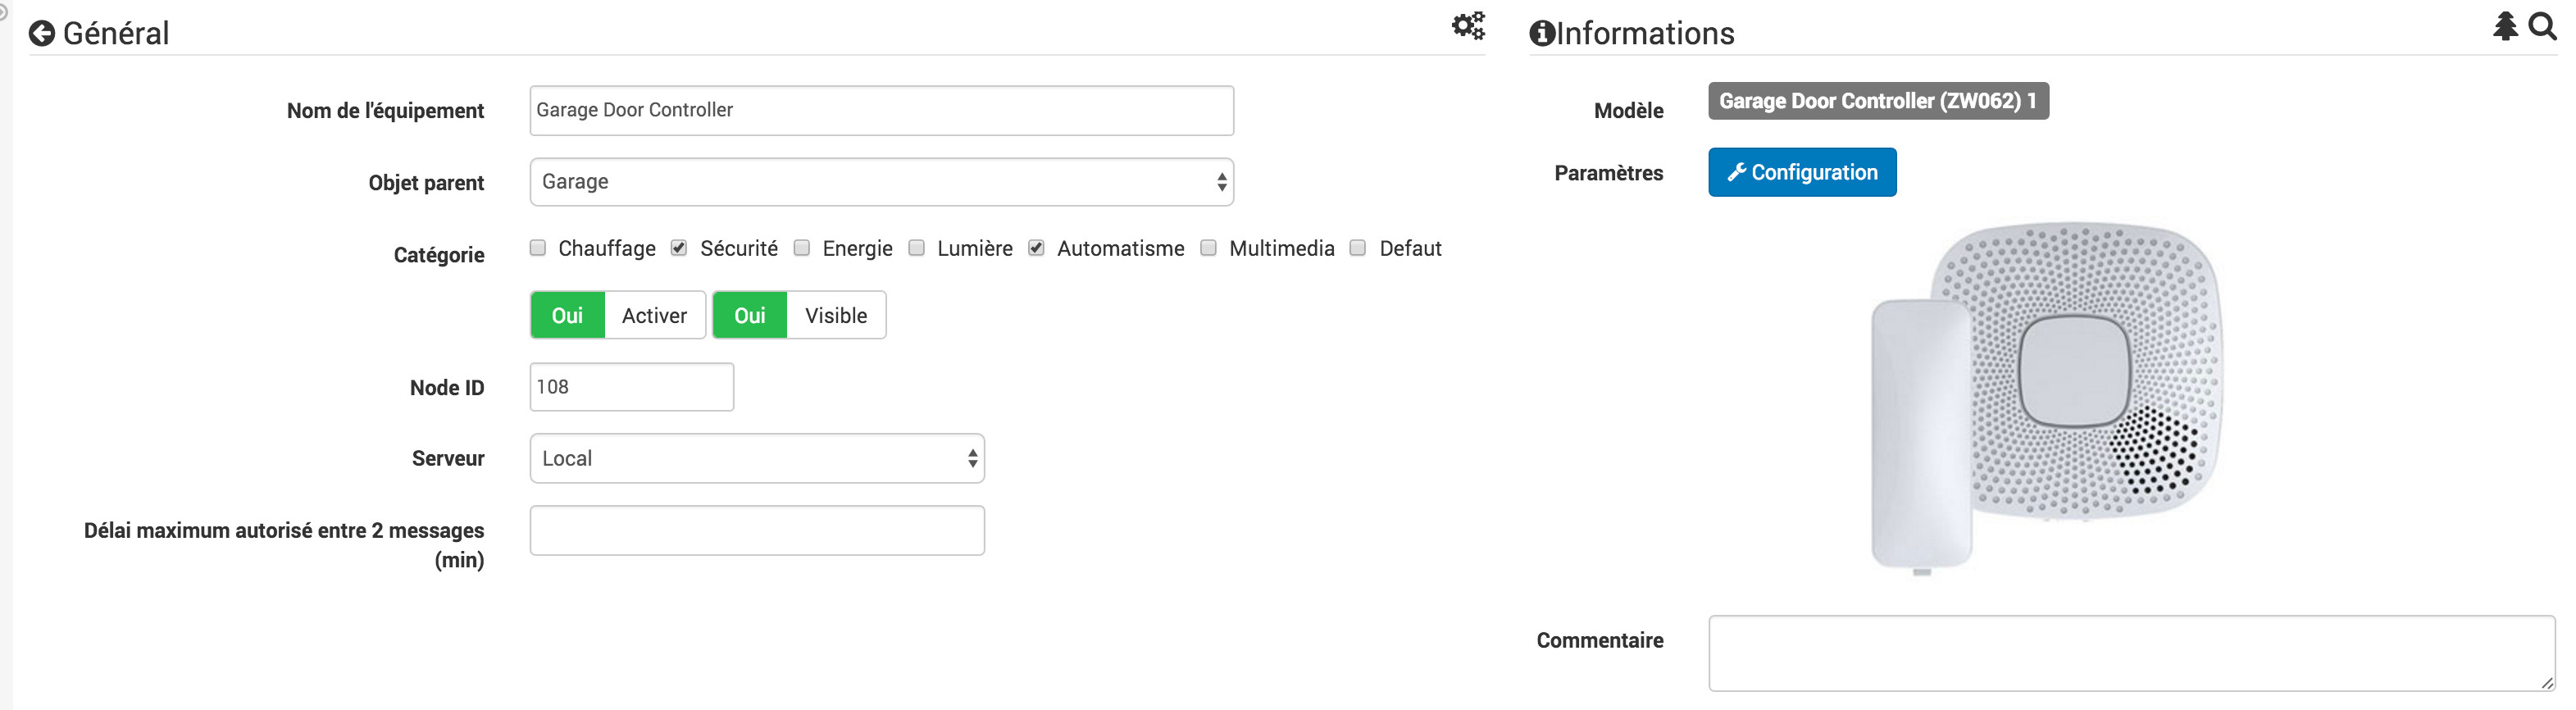 Général
Nom de l'équipement
Garage Door Controller
Objet parent
Garage
Catégorie
Chauffage Sécurité Energie Lumière Automatisme Multimedia Defaut
Oui Activer Oui Visible
Node ID
108
Serveur
Local
Délai maximum autorisé entre 2 messages
(min)
Informations
Modèle
Garage Door Controller (ZW062) 1
Paramètres
Configuration
Commentaire